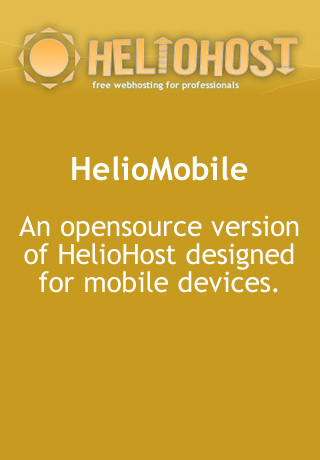 HELIOHOST
free webhosting for professionals
HelioMobile
An opensource version
of HelioHost designed
for mobile devices.